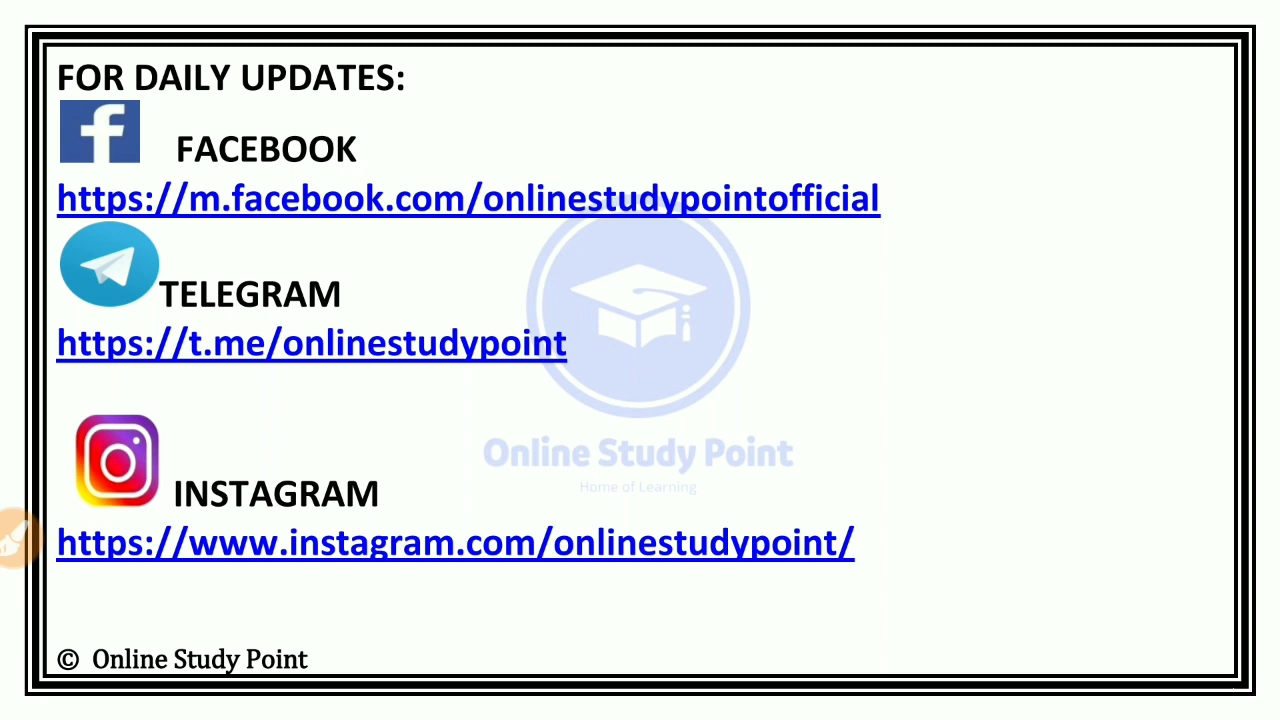 FOR DAILY UPDATES:
FACEBOOK
https://m.facebook.com/onlinestudypointofficial
TELEGRAM
https://t.me/onlinestudypoint
Online Study Point
Home of Learning
INSTAGRAM
https://www.instagram.com/onlinestudypoint/
© Online Study Point